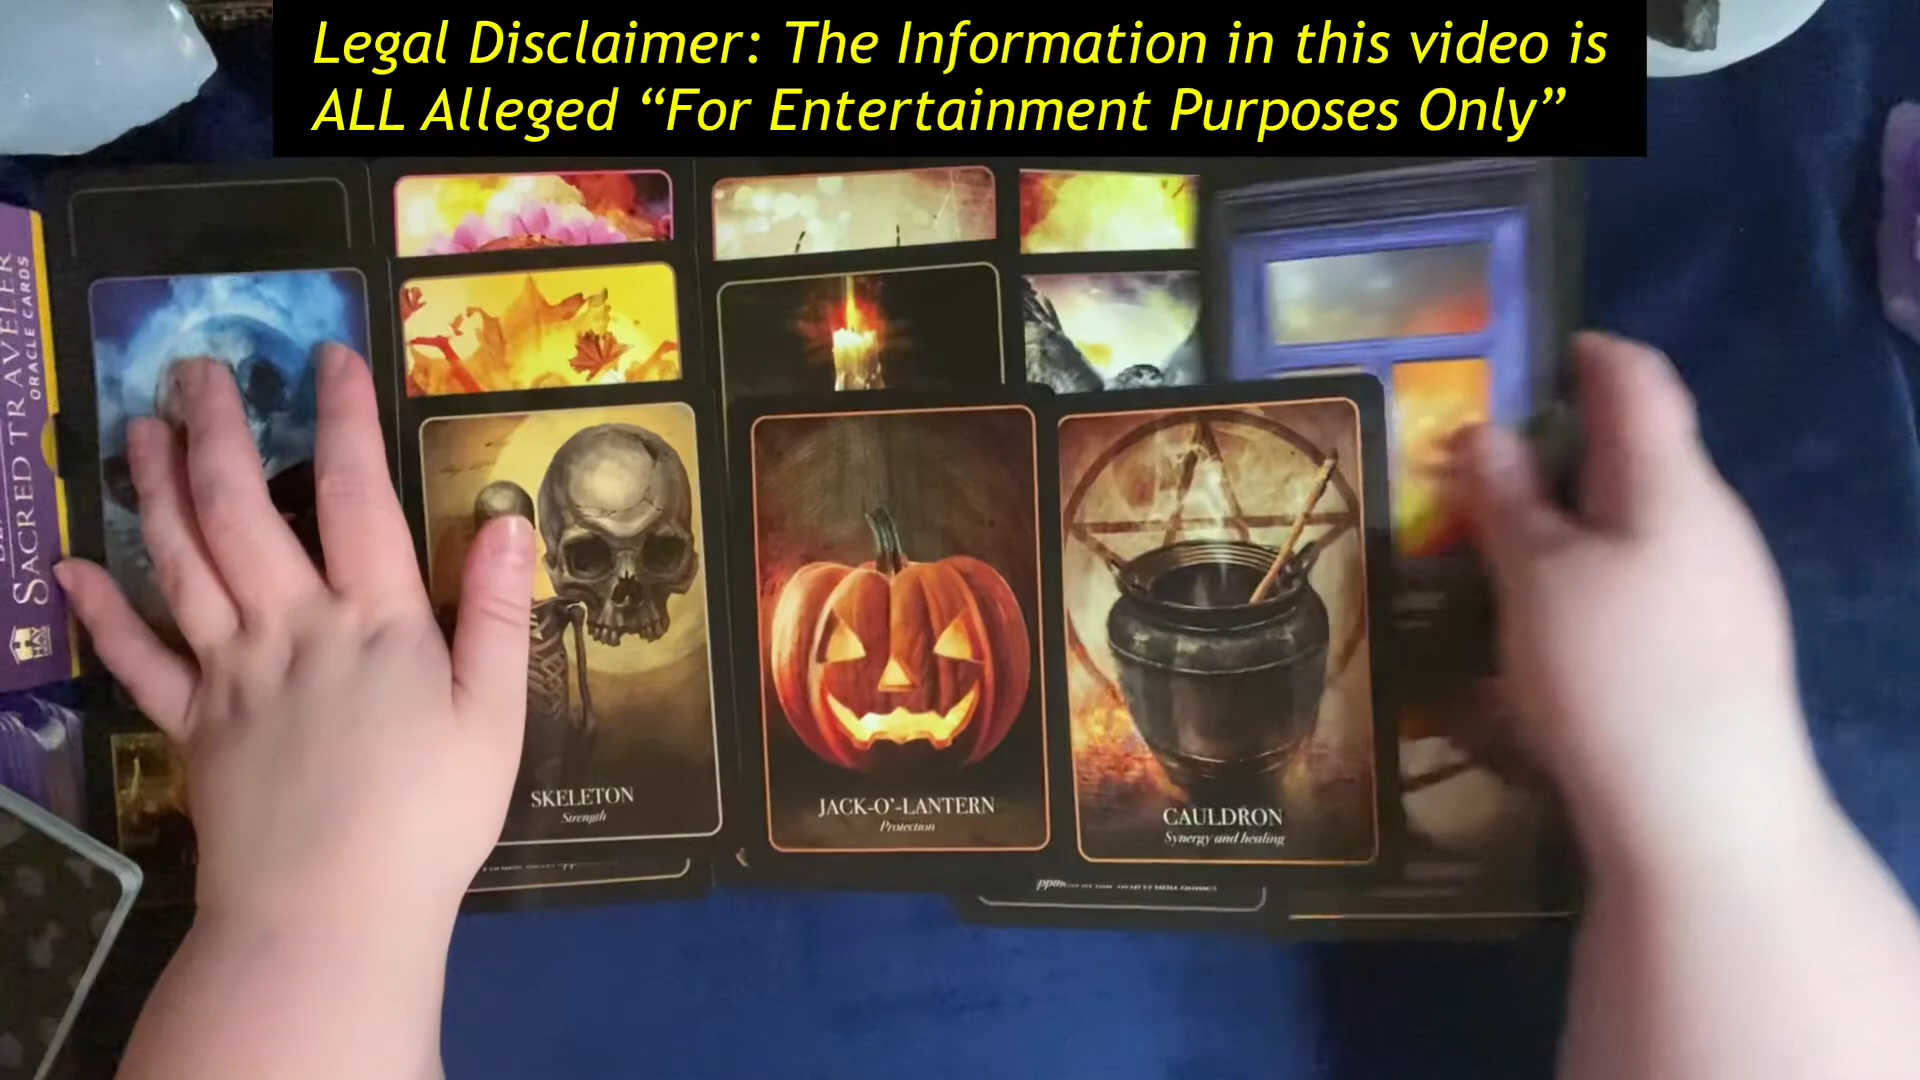 Legal Disclaimer: The Information in this video is
ALL Alleged “For Entertainment Purposes Only”
SACRED TRAVELER
ORACLE CARDS
HAY
SKELETON
Strength
JACK-O'-LANTERN
Protection
CAULDRON
Synergy and healing